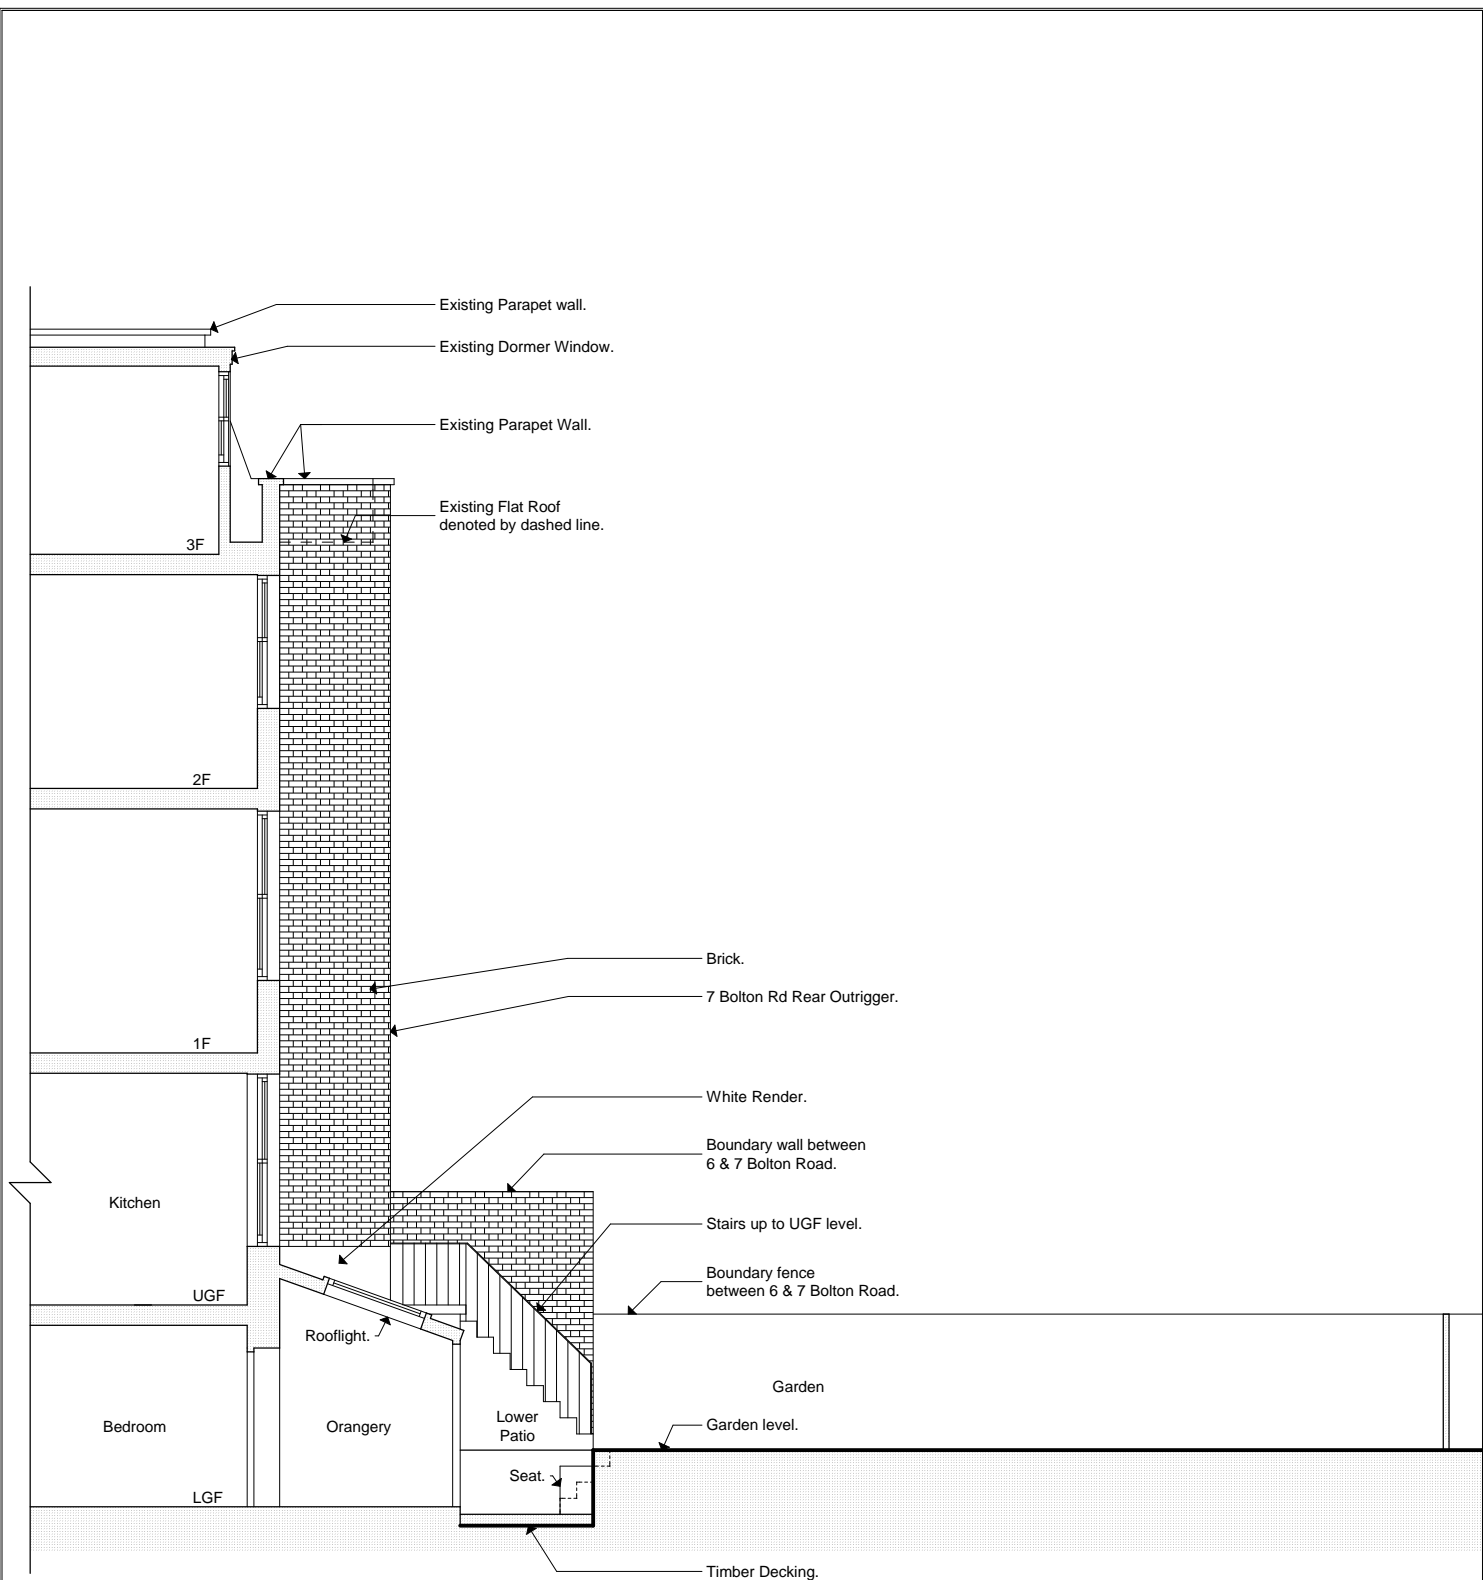 Existing Parapet wall.
Existing Dormer Window.
Existing Parapet Wall.
Existing Flat Roof
denoted by dashed line.
3F
2F
Brick.
7 Bolton Rd Rear Outrigger.
1F
White Render.
Boundary wall between
6 & 7 Bolton Road.
Kitchen
Stairs up to UGF level.
Boundary fence
between 6 & 7 Bolton Road.
UGF
Rooflight.
Garden
Bedroom
Orangery
Lower
Patio
Garden level.
Seat.
LGF
Timber Decking.